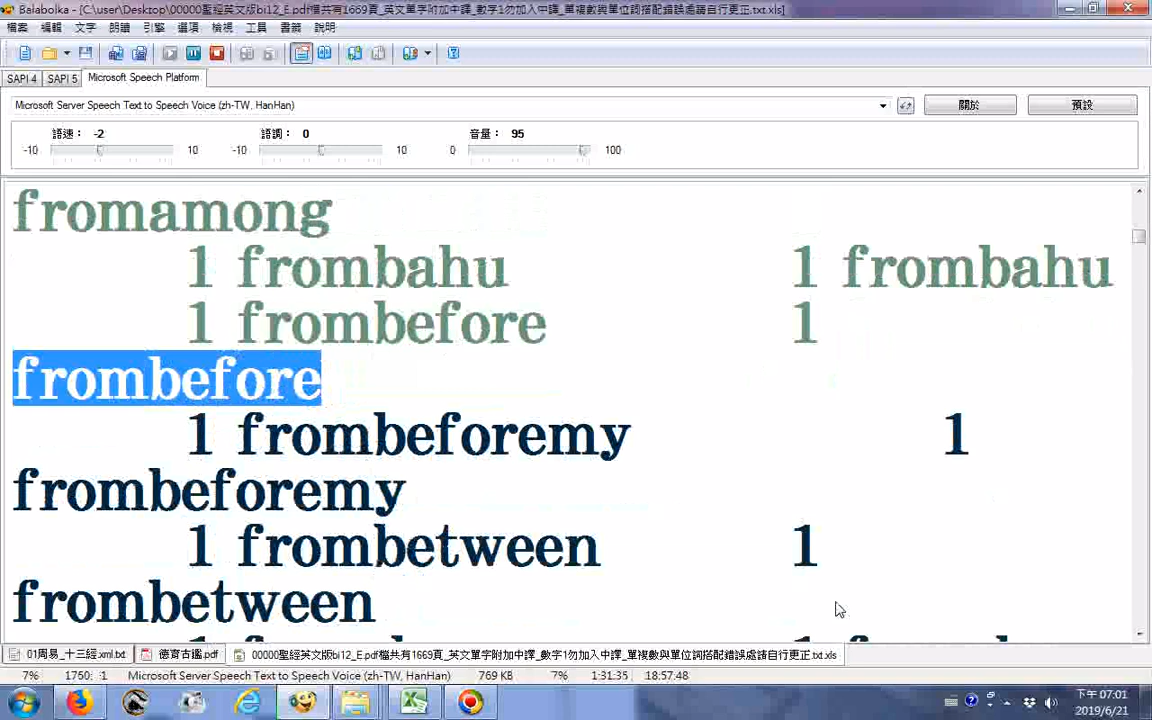 Balabolka - [C:\user\Desktop\00000聖經英文版bi12_E.pdf檔共有1669頁_英文單字附加中譯_數字1勿加入中譯_單複數與單位詞搭配錯誤處請自行更正.txt.xls]
檔案 編輯 文字 朗讀 引擎 選項 檢視 工具 書籤 說明
SAPI 4 SAPI 5 Microsoft Speech Platform
Microsoft Server Speech Text to Speech Voice (zh-TW, HanHan) 關於 預設
語速： -2 語調： 0 音量： 95
-10 10 -10 10 0 100
fromamong
1 frombahu 1 frombahu
1 frombefore 1
frombefore
1 frombeforemy 1
frombeforemy
1 frombetween 1
frombetween
01周易_十三經.xml.txt 德育古鑑.pdf 00000聖經英文版bi12_E.pdf檔共有1669頁_英文單字附加中譯_數字1勿加入中譯_單複數與單位詞搭配錯誤處請自行更正.txt.xls
7% 1750: :1 Microsoft Server Speech Text to Speech Voice (zh-TW, HanHan) 769 KB 7% 1:31:35 18:57:48
下午 07:01
2019/6/21